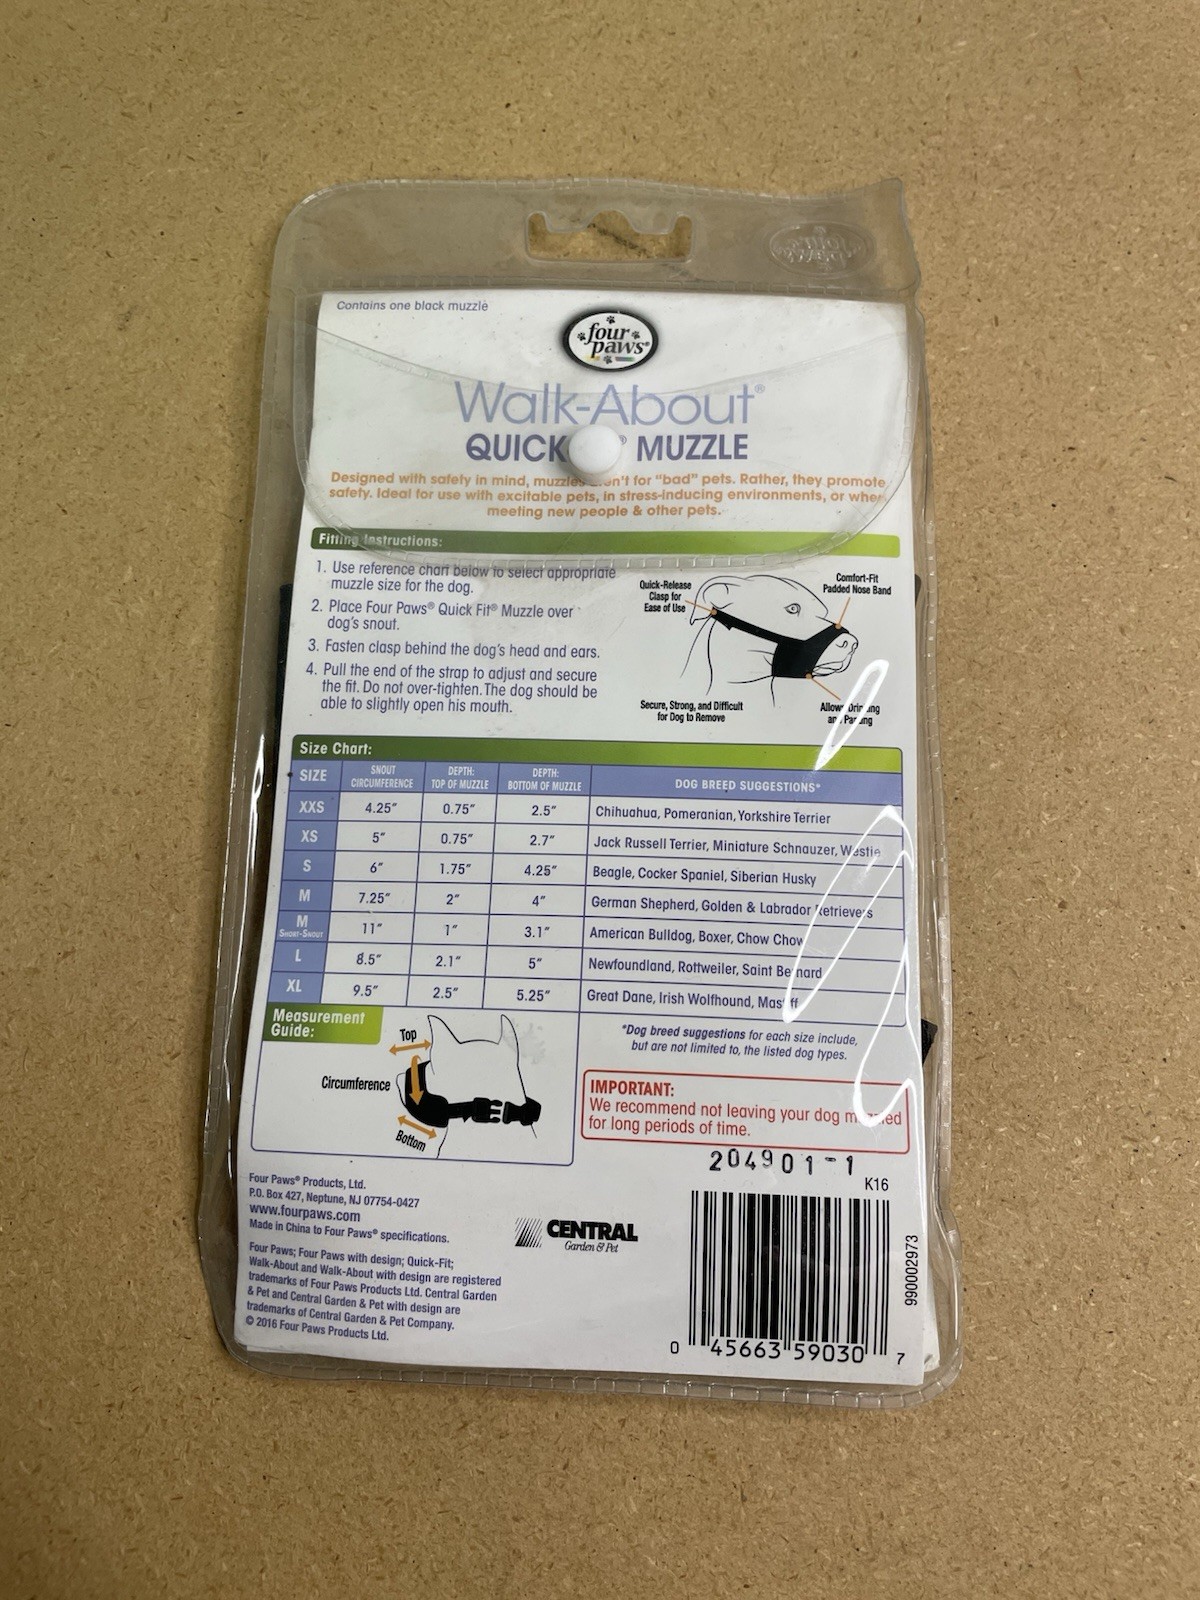 Contains one black muzzle
four
paws®
Walk-About®
QUICK ® MUZZLE
Designed with safety in mind, muzzles n't for "bad" pets. Rather, they promote
safety. Ideal for use with excitable pets, in stress-inducing environments, or when
meeting new people & other pets.
Fitting Instructions:
1. Use reference chart below to select appropriate
muzzle size for the dog.
2. Place Four Paws® Quick Fit® Muzzle over
dog's snout.
3. Fasten clasp behind the dog's head and ears.
4. Pull the end of the strap to adjust and secure
the fit. Do not over-tighten. The dog should be
able to slightly open his mouth.
Quick-Release
Clasp for
Ease of Use
Comfort-Fit
Padded Nose Band
Secure, Strong, and Difficult
for Dog to Remove
Allows Drinking
and Panting
Size Chart:
SIZE SNOUT CIRCUMFERENCE DEPTH: TOP OF MUZZLE DEPTH: BOTTOM OF MUZZLE DOG BREED SUGGESTIONS*
XXS 4.25" 0.75" 2.5" Chihuahua, Pomeranian, Yorkshire Terrier
XS 5" 0.75" 2.7" Jack Russell Terrier, Miniature Schnauzer, Westie
S 6" 1.75" 4.25" Beagle, Cocker Spaniel, Siberian Husky
M 7.25" 2" 4" German Shepherd, Golden & Labrador Retrievers
M SHORT-SNOUT 11" 1" 3.1" American Bulldog, Boxer, Chow Chow
L 8.5" 2.1" 5" Newfoundland, Rottweiler, Saint Bernard
XL 9.5" 2.5" 5.25" Great Dane, Irish Wolfhound, Mastiff
Measurement
Guide:
Top
Circumference
Bottom
*Dog breed suggestions for each size include,
but are not limited to, the listed dog types.
IMPORTANT:
We recommend not leaving your dog muzzled
for long periods of time.
204901-1
K16
Four Paws® Products, Ltd.
P.O. Box 427, Neptune, NJ 07754-0427
www.fourpaws.com
Made in China to Four Paws® specifications.
Four Paws; Four Paws with design; Quick-Fit;
Walk-About and Walk-About with design are registered
trademarks of Four Paws Products Ltd. Central Garden
& Pet and Central Garden & Pet with design are
trademarks of Central Garden & Pet Company.
© 2016 Four Paws Products Ltd.
CENTRAL
Garden & Pet
990002973
0 45663 59030 7